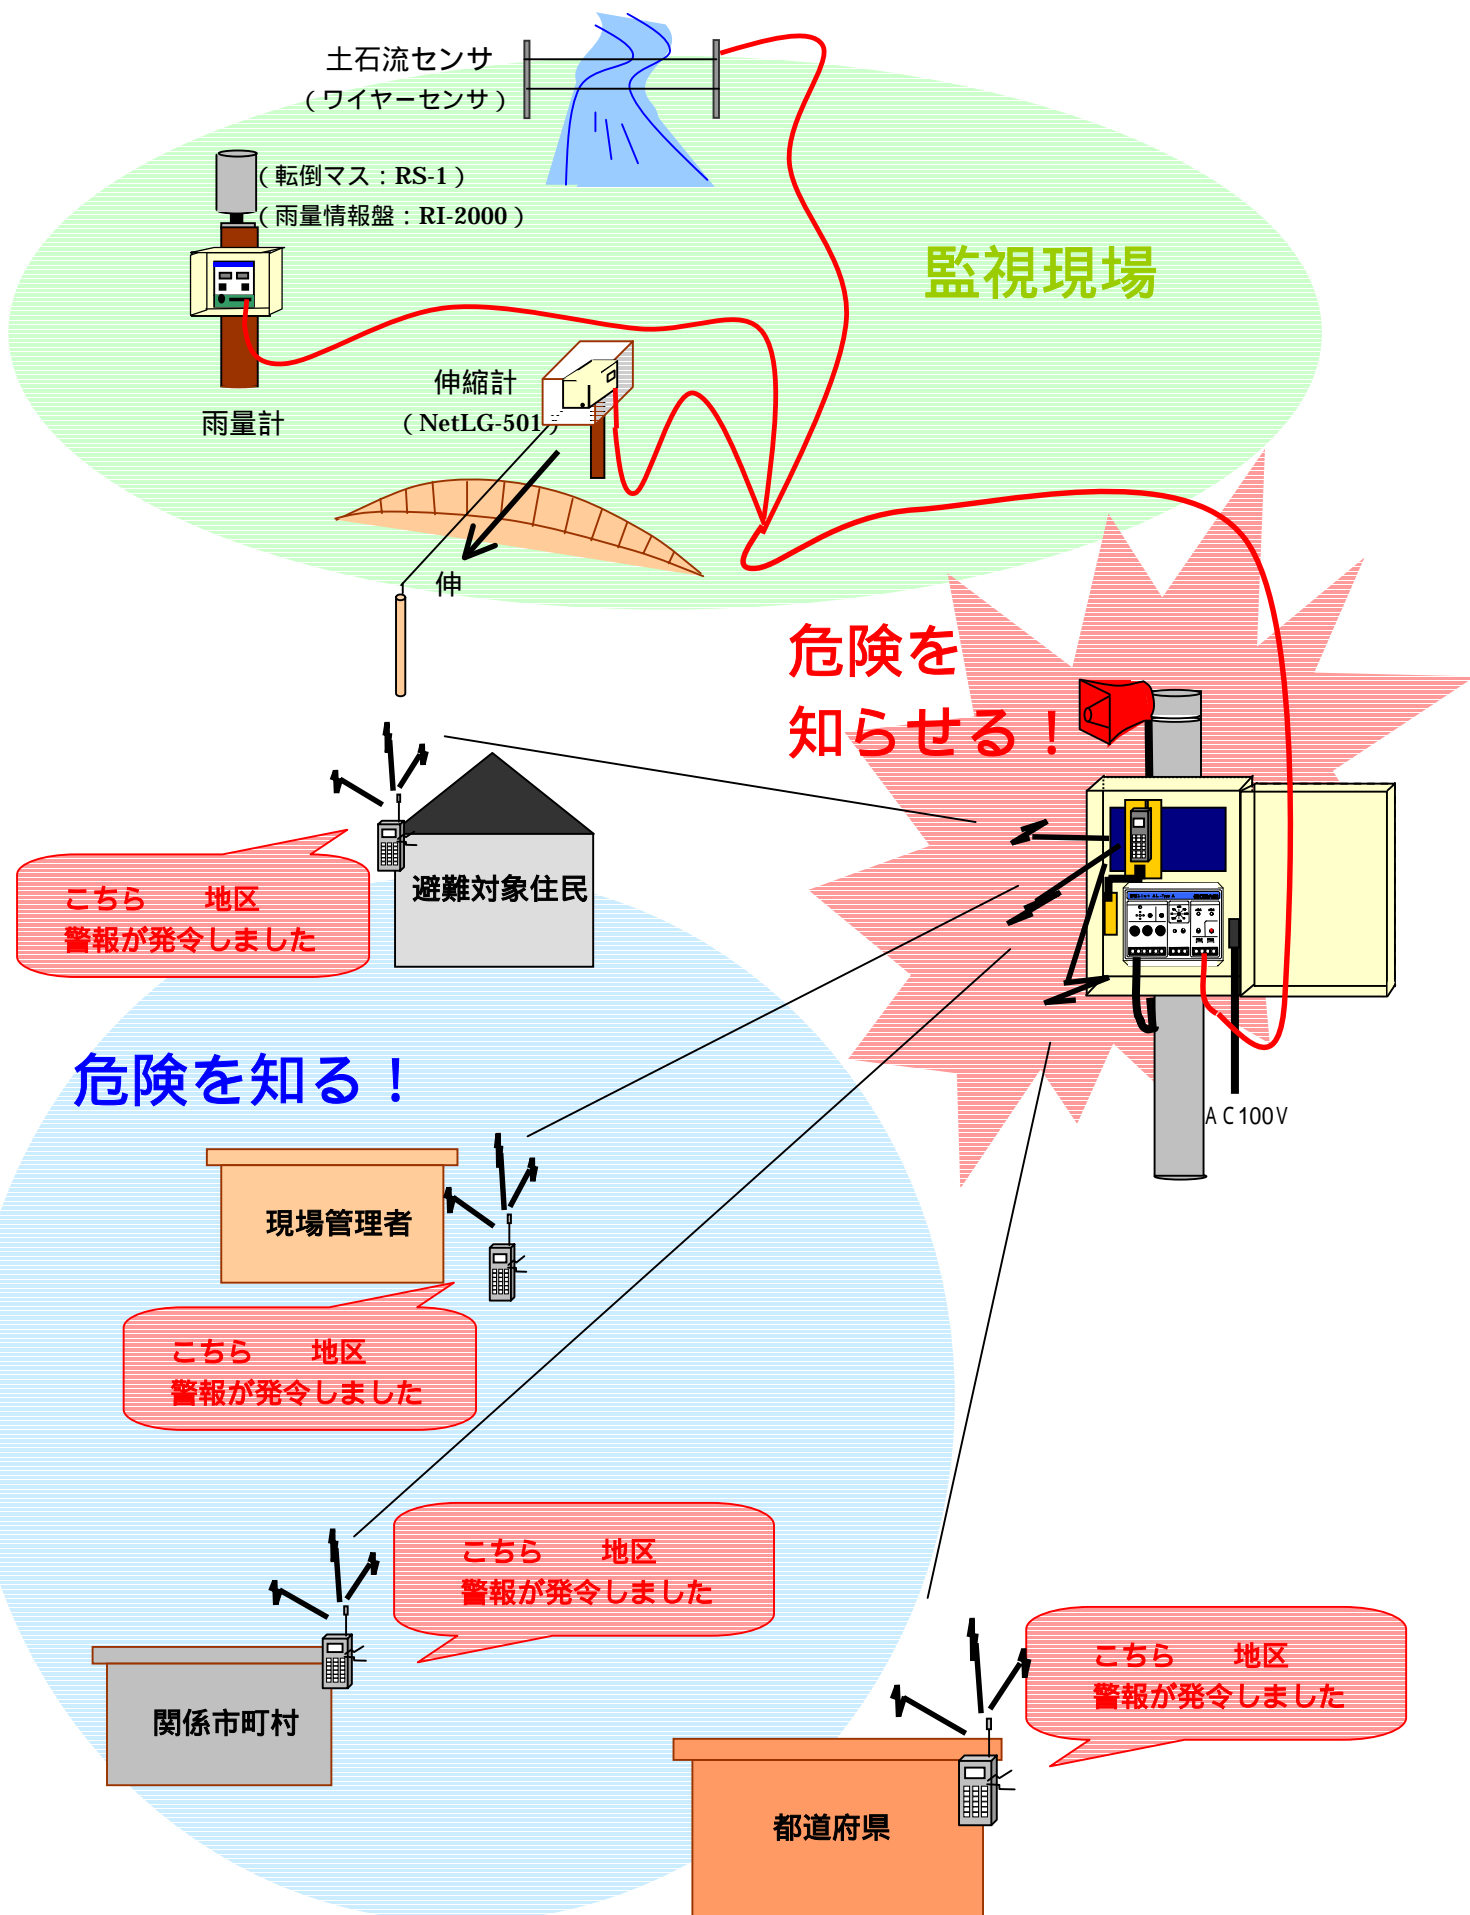 土石流センサ
（ワイヤーセンサ）
（転倒マス：RS-1）
（雨量情報盤：RI-2000）
監視現場
伸縮計
（NetLG-501）
雨量計
伸
危険を
知らせる！
避難対象住民
こちら　　地区
警報が発令しました
危険を知る！
AC100V
現場管理者
こちら　　地区
警報が発令しました
こちら　　地区
警報が発令しました
関係市町村
こちら　　地区
警報が発令しました
都道府県